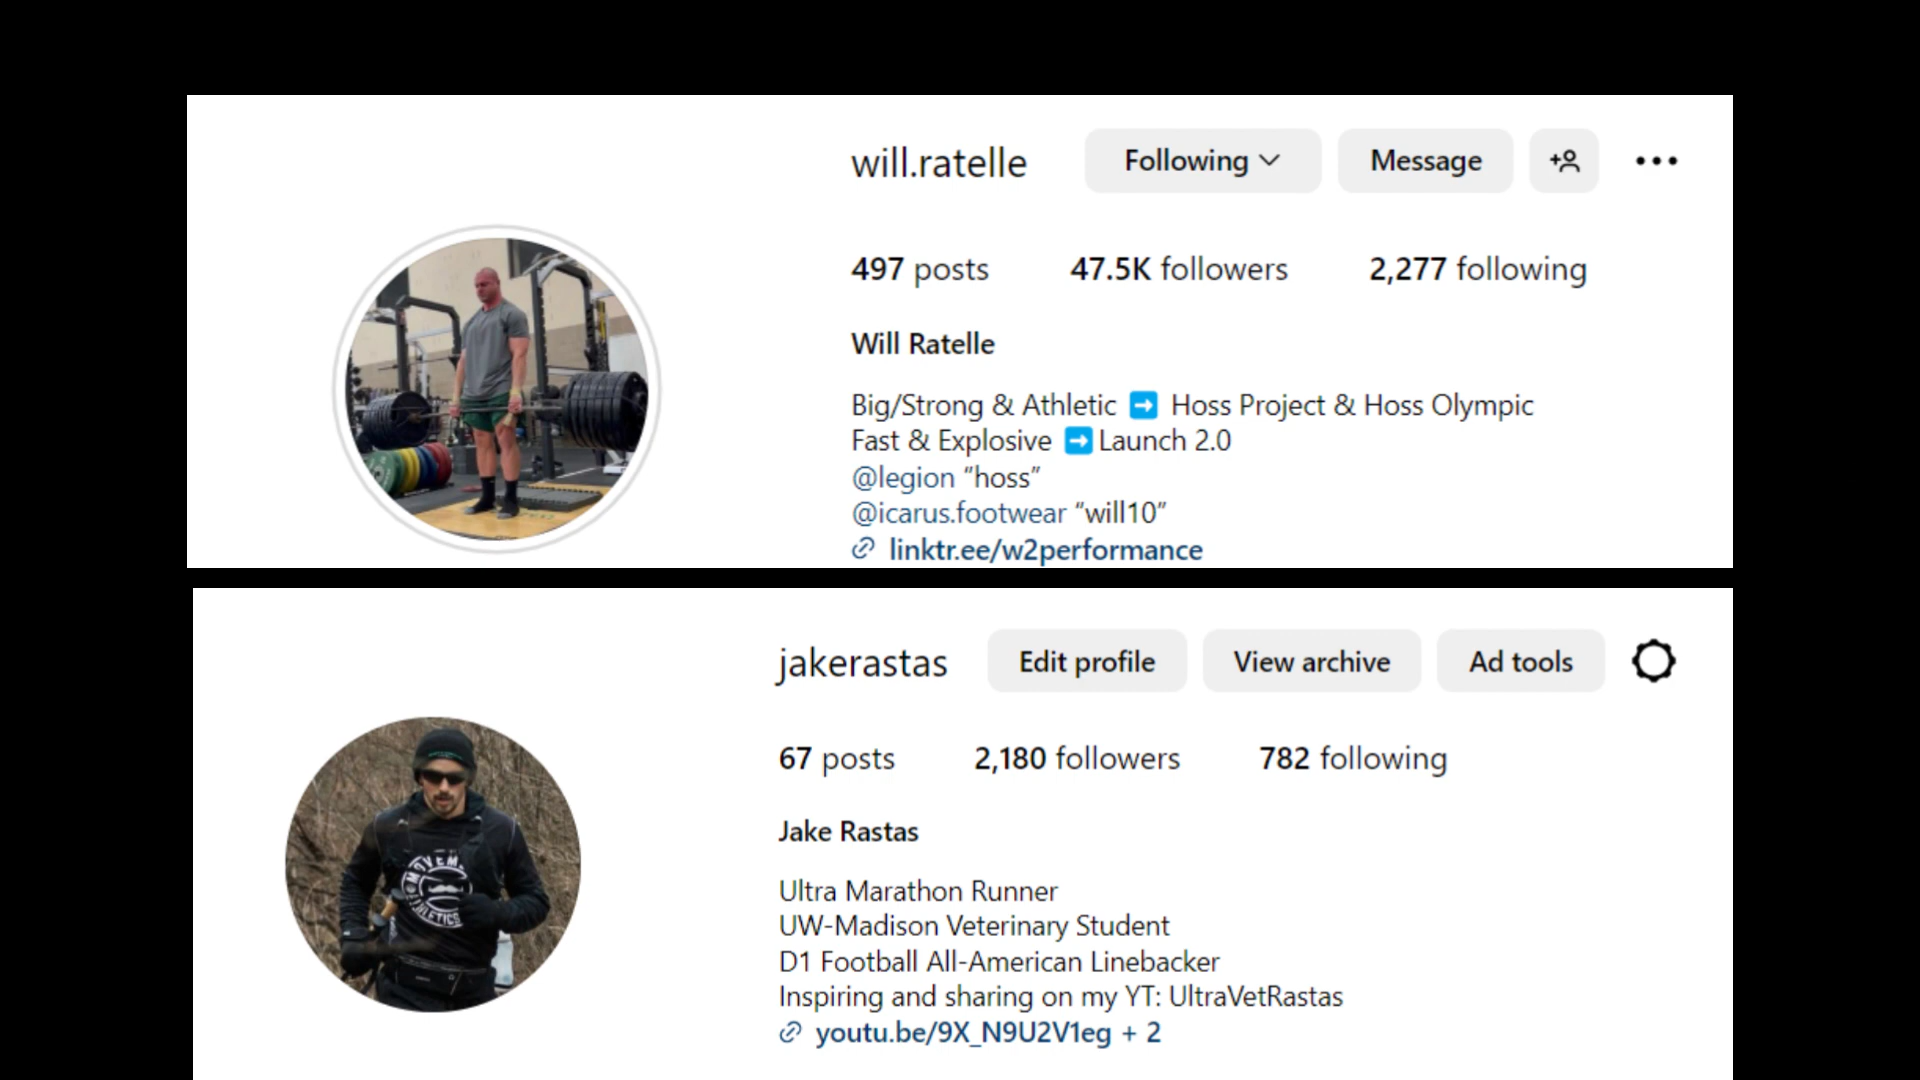 will.ratelle Following Message
497 posts 47.5K followers 2,277 following
Will Ratelle
Big/Strong & Athletic ➡️ Hoss Project & Hoss Olympic
Fast & Explosive ➡️Launch 2.0
@legion "hoss"
@icarus.footwear "will10"
linktr.ee/w2performance
jakerastas Edit profile View archive Ad tools
67 posts 2,180 followers 782 following
Jake Rastas
Ultra Marathon Runner
UW-Madison Veterinary Student
D1 Football All-American Linebacker
Inspiring and sharing on my YT: UltraVetRastas
youtu.be/9X_N9U2V1eg + 2